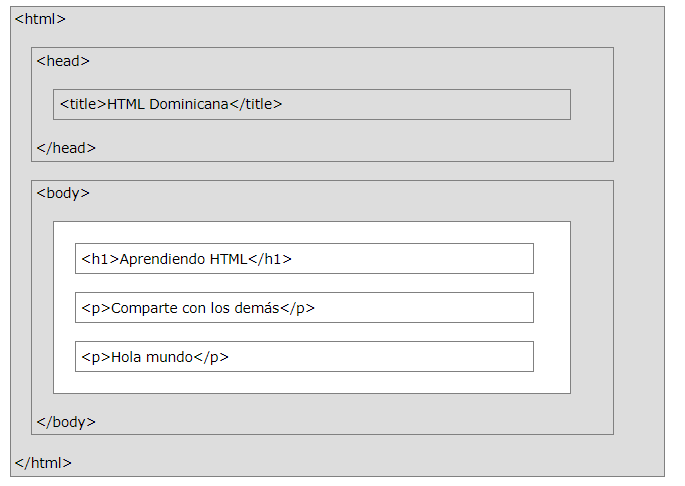 <html>
<head>
<title>HTML Dominicana</title>
</head>
<body>
<h1>Aprendiendo HTML</h1>
<p>Comparte con los demás</p>
<p>Hola mundo</p>
</body>
</html>